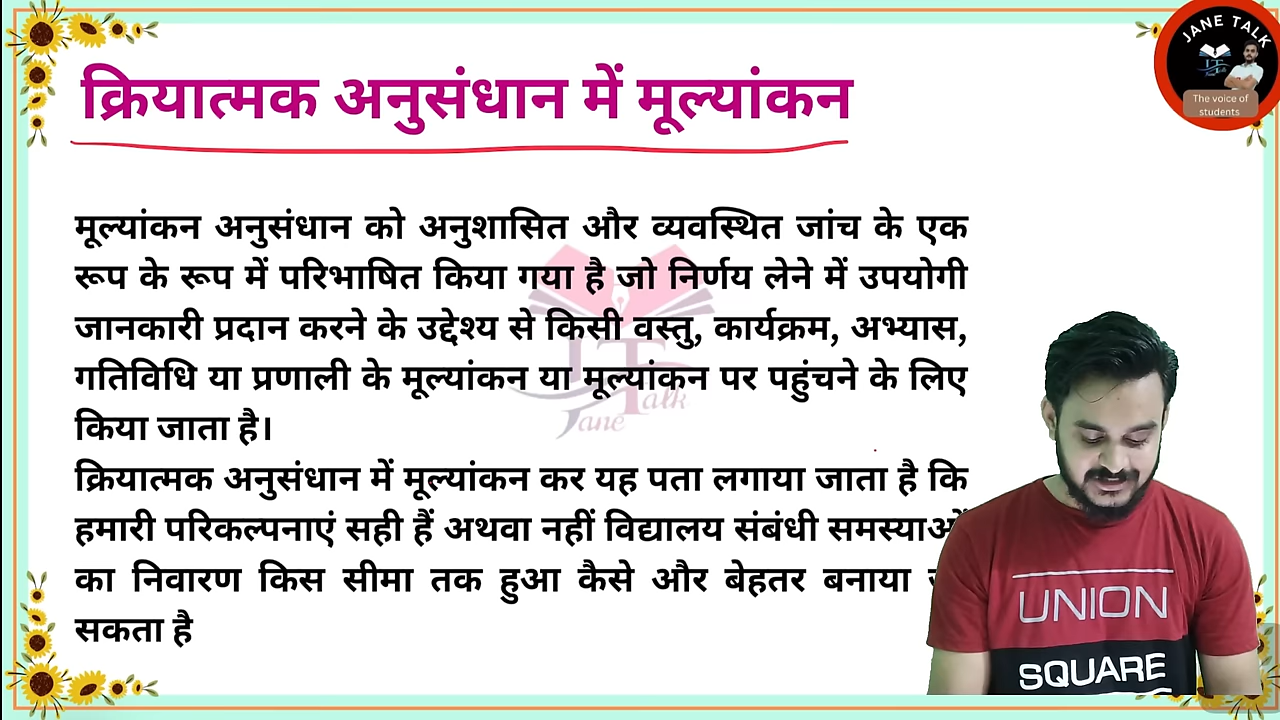 क्रियात्मक अनुसंधान में मूल्यांकन
JANE TALK
The voice of
students
मूल्यांकन अनुसंधान को अनुशासित और व्यवस्थित जांच के एक
रूप के रूप में परिभाषित किया गया है जो निर्णय लेने में उपयोगी
जानकारी प्रदान करने के उद्देश्य से किसी वस्तु, कार्यक्रम, अभ्यास,
गतिविधि या प्रणाली के मूल्यांकन या मूल्यांकन पर पहुंचने के लिए
किया जाता है।
क्रियात्मक अनुसंधान में मूल्यांकन कर यह पता लगाया जाता है कि
हमारी परिकल्पनाएं सही हैं अथवा नहीं विद्यालय संबंधी समस्याओं
का निवारण किस सीमा तक हुआ कैसे और बेहतर बनाया
सकता है
Jane Talk
UNION
SQUARE